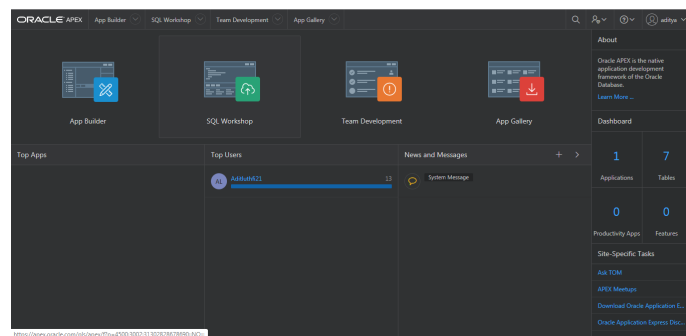 ORACLE APEX App Builder SQL Workshop Team Development App Gallery aditya
App Builder SQL Workshop Team Development App Gallery
About
Oracle APEX is the native
application development
framework of the Oracle
Database.
Learn More ...
Dashboard
1 7
Applications Tables
0 0
Productivity Apps Features
Top Apps
Top Users
13
News and Messages
System Message
Site-Specific Tasks
Ask TOM
APEX Meetups
Download Oracle Application E...
Oracle Application Express Disc...